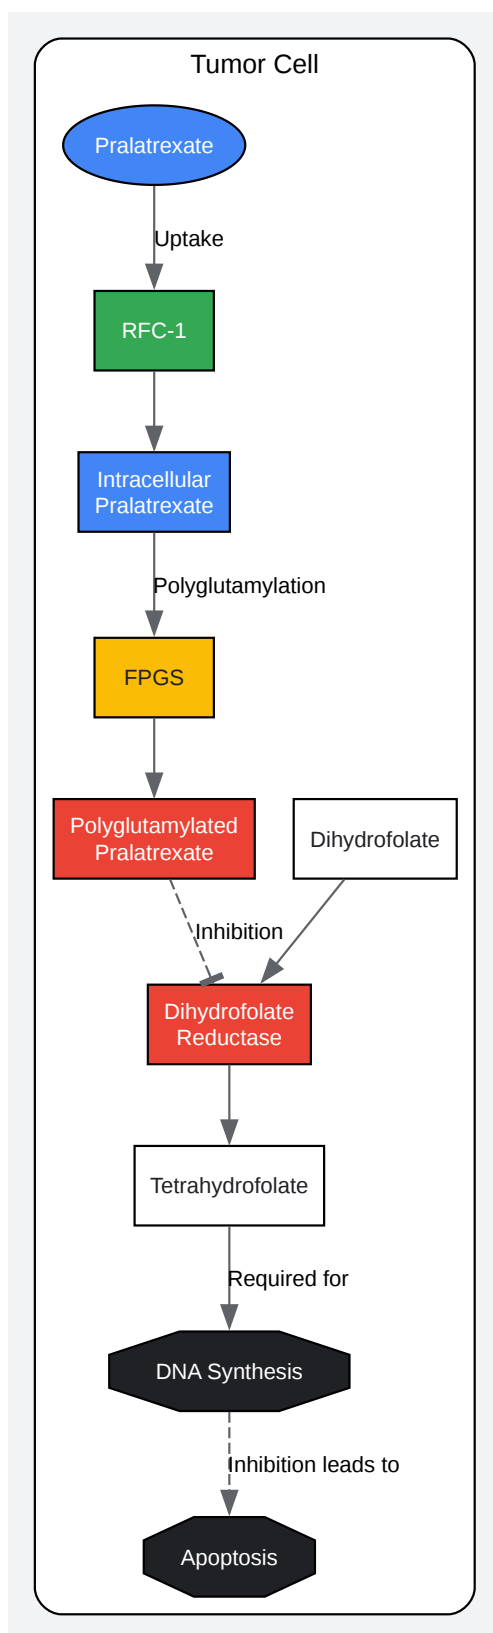 Tumor Cell
Pralatrexate
Uptake
RFC-1
Intracellular
Pralatrexate
Polyglutamylation
FPGS
Polyglutamylated
Pralatrexate
Dihydrofolate
Inhibition
Dihydrofolate
Reductase
Tetrahydrofolate
Required for
DNA Synthesis
Inhibition leads to
Apoptosis